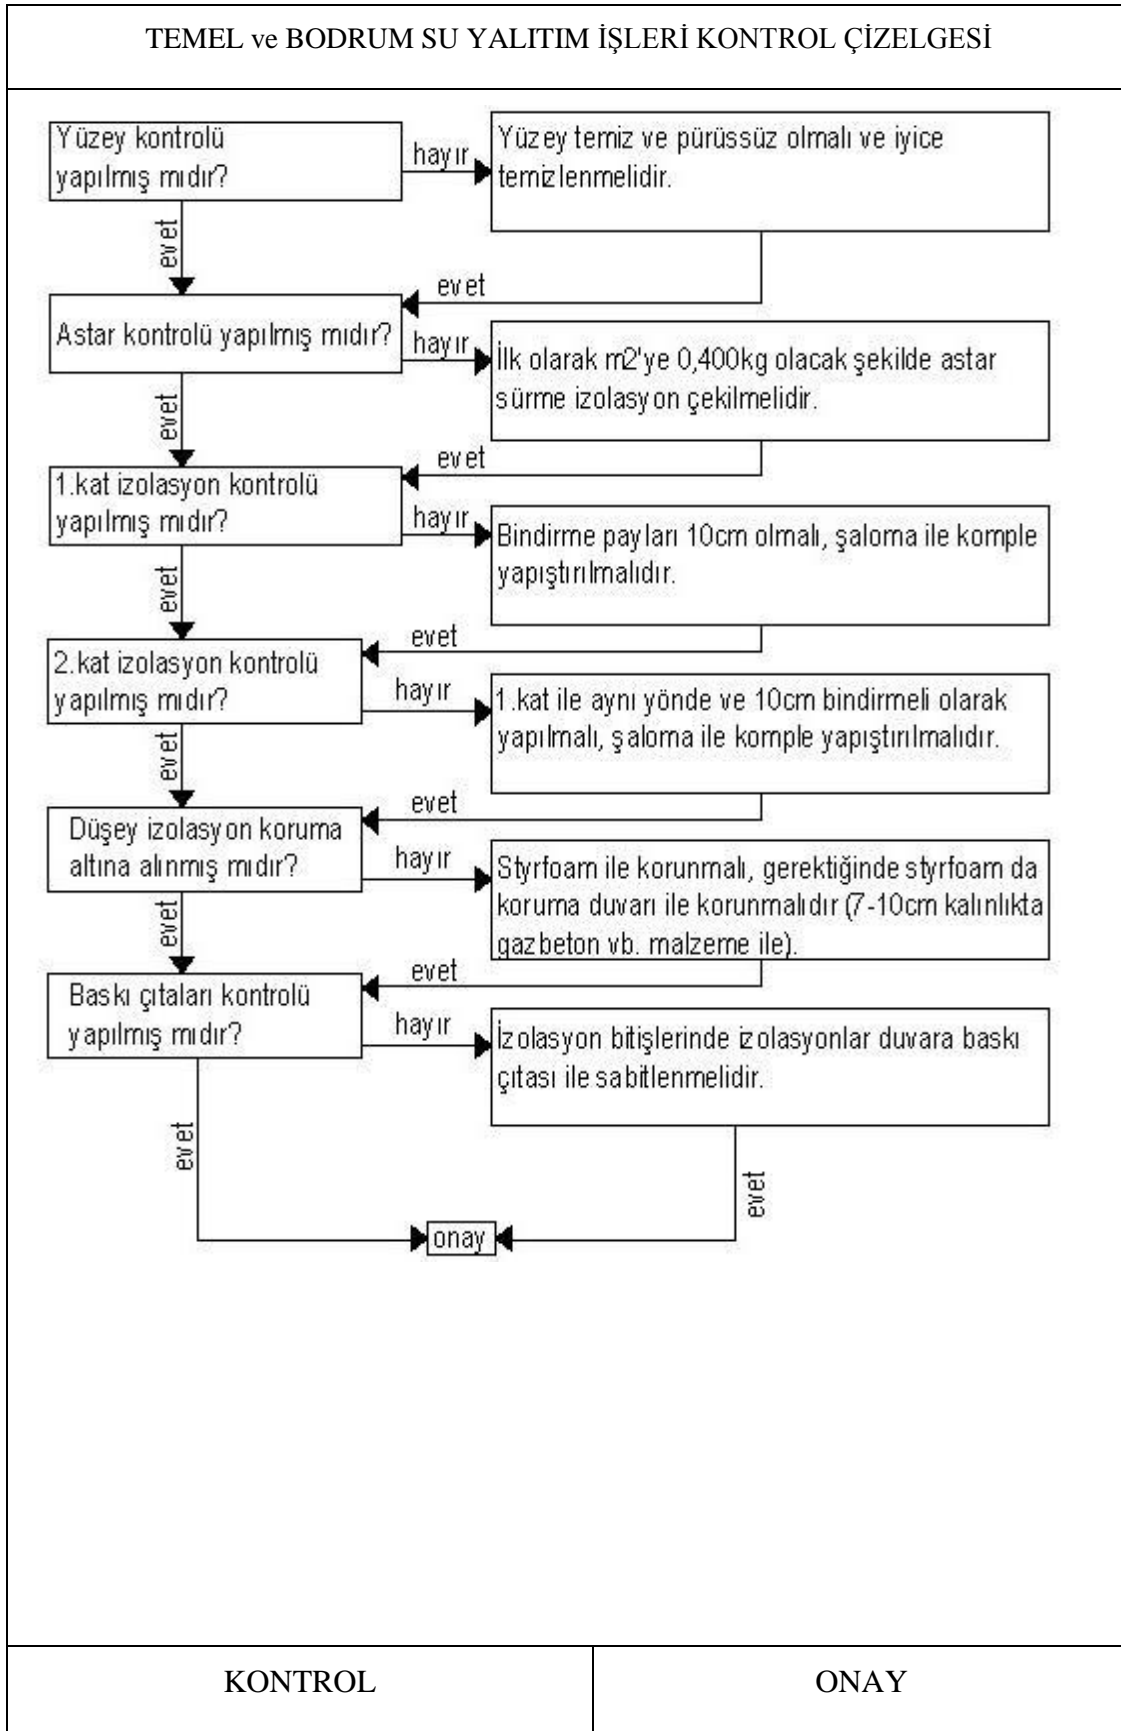 TEMEL ve BODRUM SU YALITIM İŞLERİ KONTROL ÇİZELGESİ
Yüzey kontrolü
yapılmış mıdır?
hayır
Yüzey temiz ve pürüssüz olmalı ve iyice
temizlenmelidir.
evet
evet
Astar kontrolü yapılmış mıdır?
hayır
İlk olarak m2'ye 0,400kg olacak şekilde astar
sürme izolasyon çekilmelidir.
evet
evet
1.kat izolasyon kontrolü
yapılmış mıdır?
hayır
Bindirme payları 10cm olmalı, şaloma ile komple
yapıştırılmalıdır.
evet
evet
2.kat izolasyon kontrolü
yapılmış mıdır?
hayır
1.kat ile aynı yönde ve 10cm bindirmeli olarak
yapılmalı, şaloma ile komple yapıştırılmalıdır.
evet
evet
Düşey izolasyon koruma
altına alınmış mıdır?
hayır
Styrfoam ile korunmalı, gerektiğinde styrfoam da
koruma duvarı ile korunmalıdır (7-10cm kalınlıkta
gazbeton vb. malzeme ile).
evet
evet
Baskı çıtaları kontrolü
yapılmış mıdır?
hayır
İzolasyon bitişlerinde izolasyonlar duvara baskı
çıtası ile sabitlenmelidir.
evet
evet
onay
KONTROL
ONAY